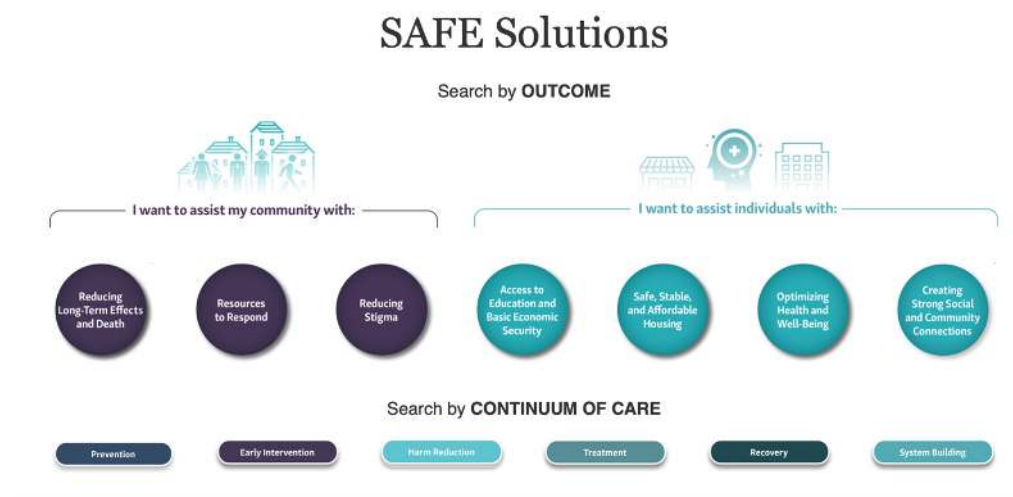 SAFE Solutions
Search by OUTCOME
I want to assist my community with:
I want to assist individuals with:
Reducing
Long-Term Effects
and Death
Resources
to Respond
Reducing
Stigma
Access to
Education and
Basic Economic
Security
Safe, Stable,
and Affordable
Housing
Optimizing
Health and
Well-Being
Creating
Strong Social
and Community
Connections
Search by CONTINUUM OF CARE
Prevention
Early Intervention
Harm Reduction
Treatment
Recovery
System Building